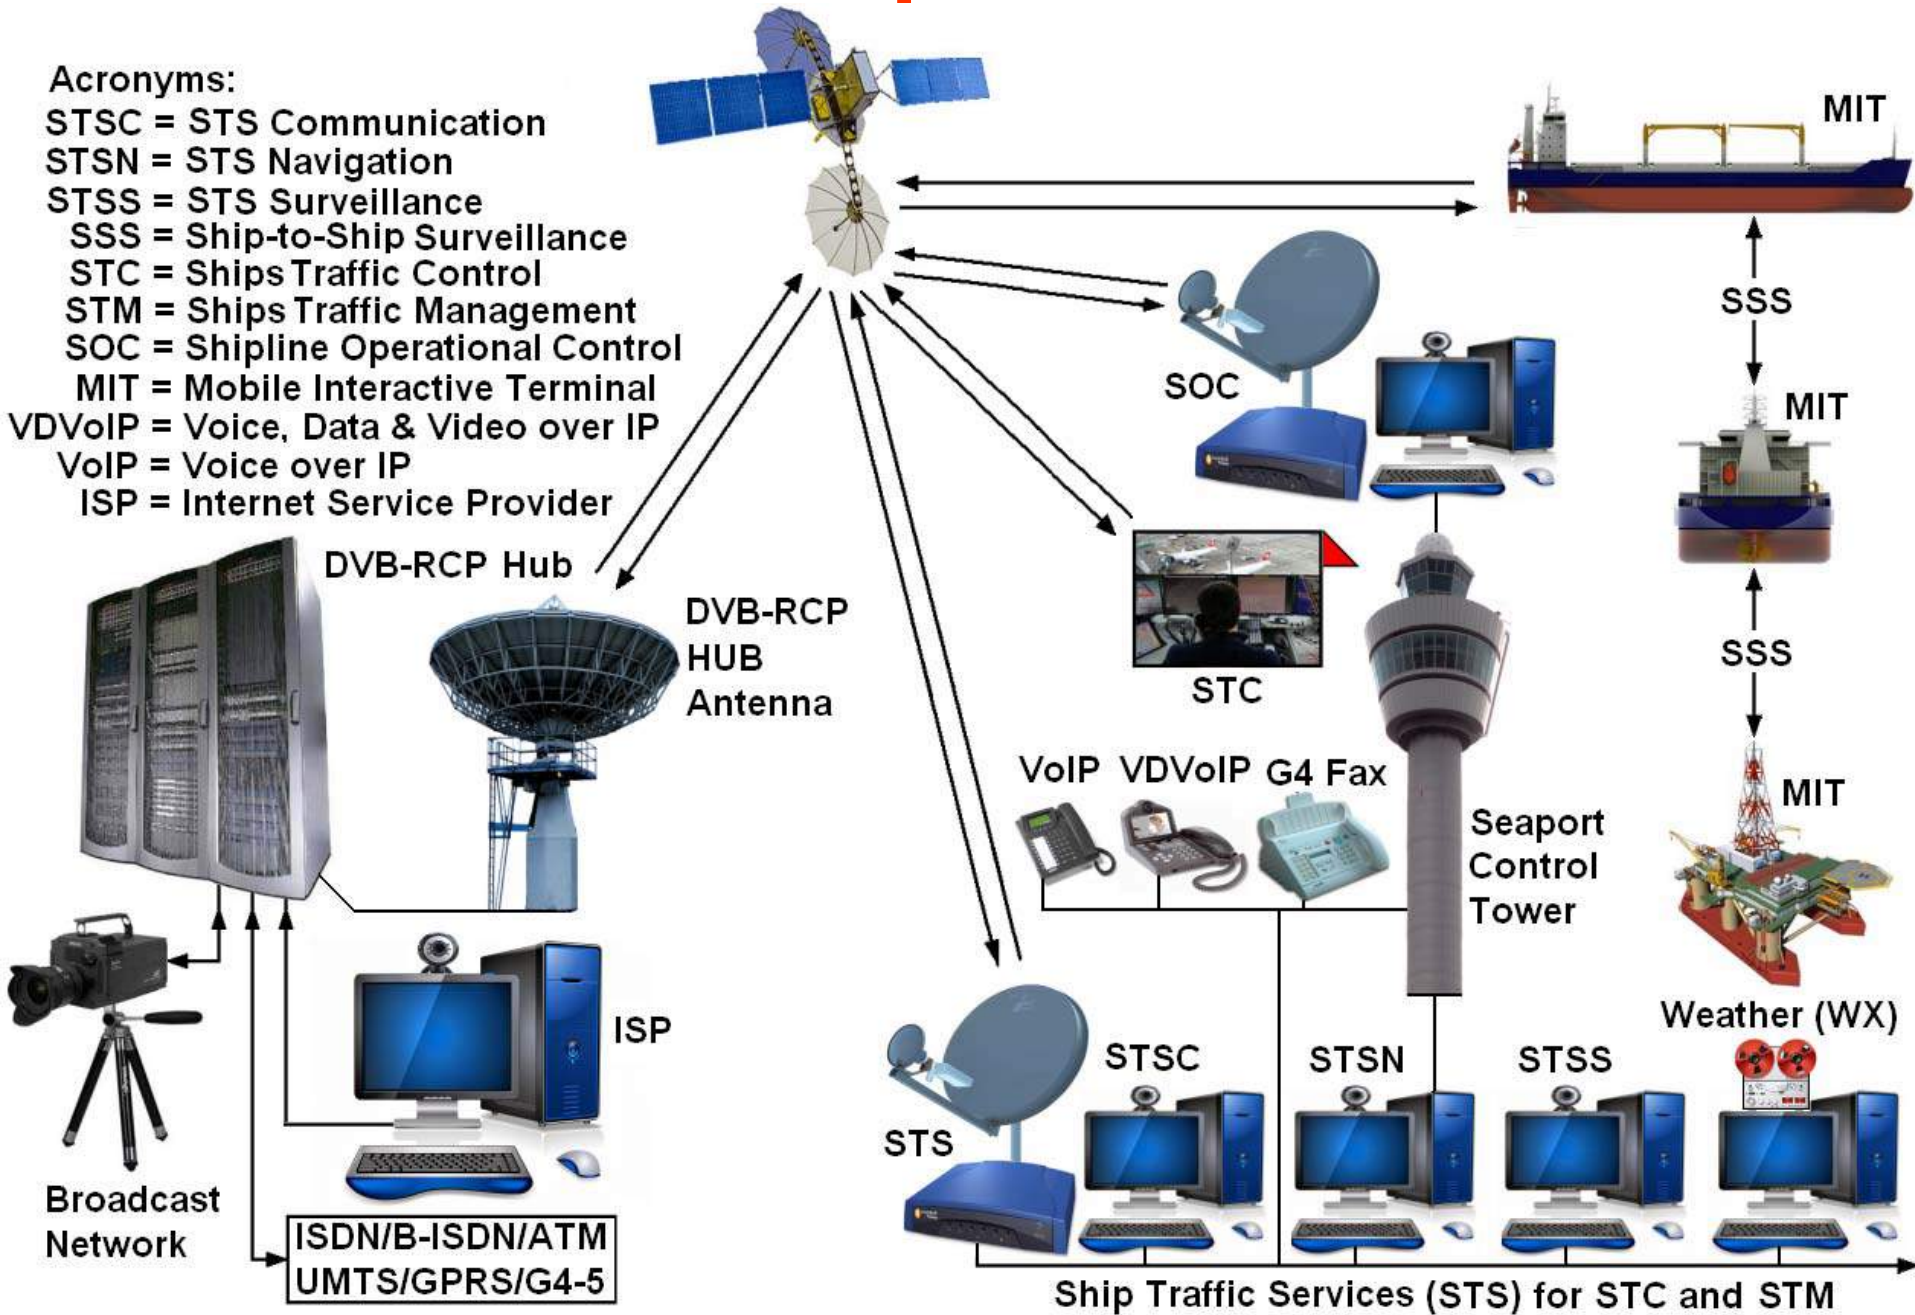 Acronyms:
STSC = STS Communication
STSN = STS Navigation
STSS = STS Surveillance
SSS = Ship-to-Ship Surveillance
STC = Ships Traffic Control
STM = Ships Traffic Management
SOC = Shipline Operational Control
MIT = Mobile Interactive Terminal
VDVoIP = Voice, Data & Video over IP
VoIP = Voice over IP
ISP = Internet Service Provider
MIT
SSS
SOC
MIT
DVB-RCP Hub
DVB-RCP
HUB
Antenna
SSS
STC
VoIP
VDVoIP
G4 Fax
MIT
Seaport
Control
Tower
ISP
Weather (WX)
STSC
STSN
STSS
STS
Broadcast
Network
ISDN/B-ISDN/ATM
UMTS/GPRS/G4-5
Ship Traffic Services (STS) for STC and STM